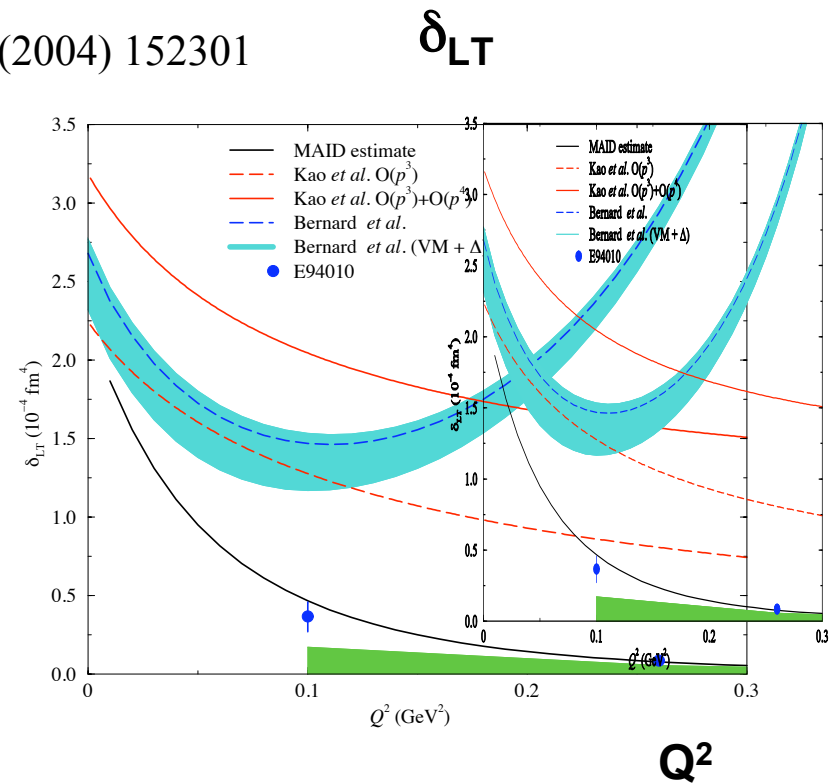 (2004) 152301
δLT
3.5
3.0
2.5
2.0
1.5
1.0
0.5
0.0
δLT (10⁻⁴ fm⁴)
MAID estimate
Kao et al. O(p³)
Kao et al. O(p³)+O(p⁴
Bernard et al.
Bernard et al. (VM + Δ
E94010
0
0.1
0.2
0.3
Q² (GeV²)
3.5
3.0
2.5
2.0
1.5
1.0
0.5
0.0
δLT (10⁻⁴ fm⁴)
MAID estimate
Kao et al. O(p³)
Kao et al. O(p³)+O(p⁴)
Bernard et al.
Bernard et al. (VM + Δ)
E94010
0
0.1
0.2
0.3
Q² (GeV²)
Q²